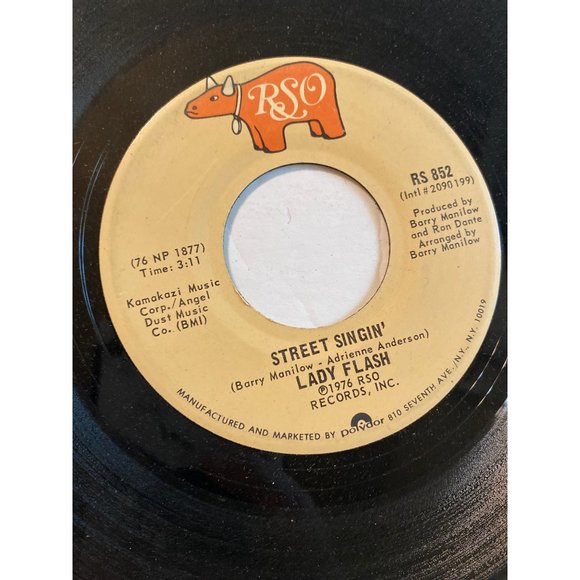 RSO
RS 852
(Intl # 2090 199)
Produced by
Barry Manilow
and Ron Dante
Arranged by
Barry Manilow
(76 NP 1877)
Time: 3:11
Kamakazi Music
Corp./Angel
Dust Music
Co. (BMI)
STREET SINGIN'
(Barry Manilow - Adrienne Anderson)
LADY FLASH
℗1976 RSO
RECORDS, INC.
MANUFACTURED AND MARKETED BY polydor 810 SEVENTH AVE./N.Y., N.Y. 10019